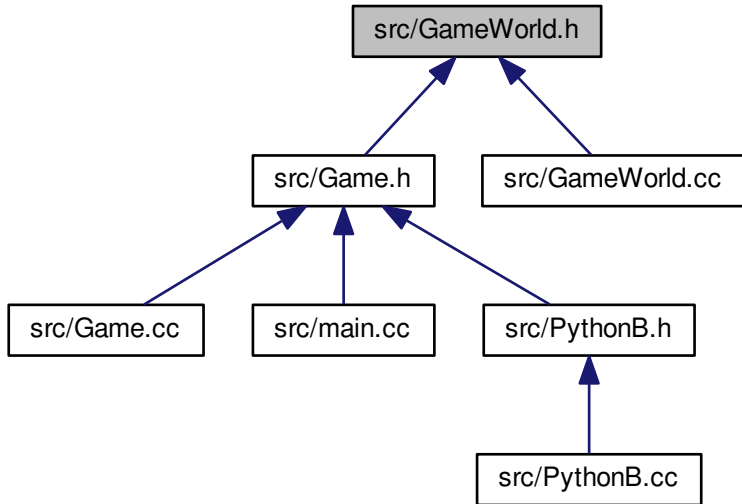 src/GameWorld.h
src/Game.h
src/GameWorld.cc
src/Game.cc
src/main.cc
src/PythonB.h
src/PythonB.cc